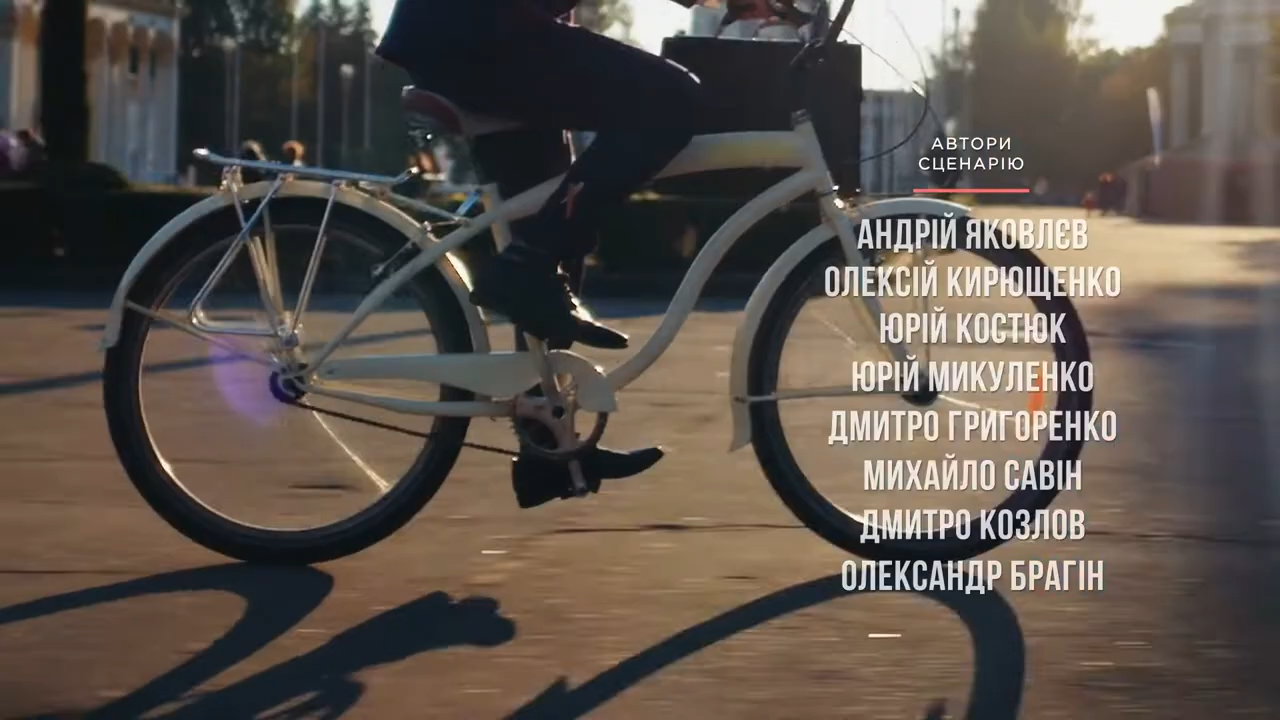 АВТОРИ
СЦЕНАРІЮ
АНДРІЙ ЯКОВЛЄВ
ОЛЕКСІЙ КИРЮЩЕНКО
ЮРІЙ КОСТЮК
ЮРІЙ МИКУЛЕНКО
ДМИТРО ГРИГОРЕНКО
МИХАЙЛО САВІН
ДМИТРО КОЗЛОВ
ОЛЕКСАНДР БРАГІН